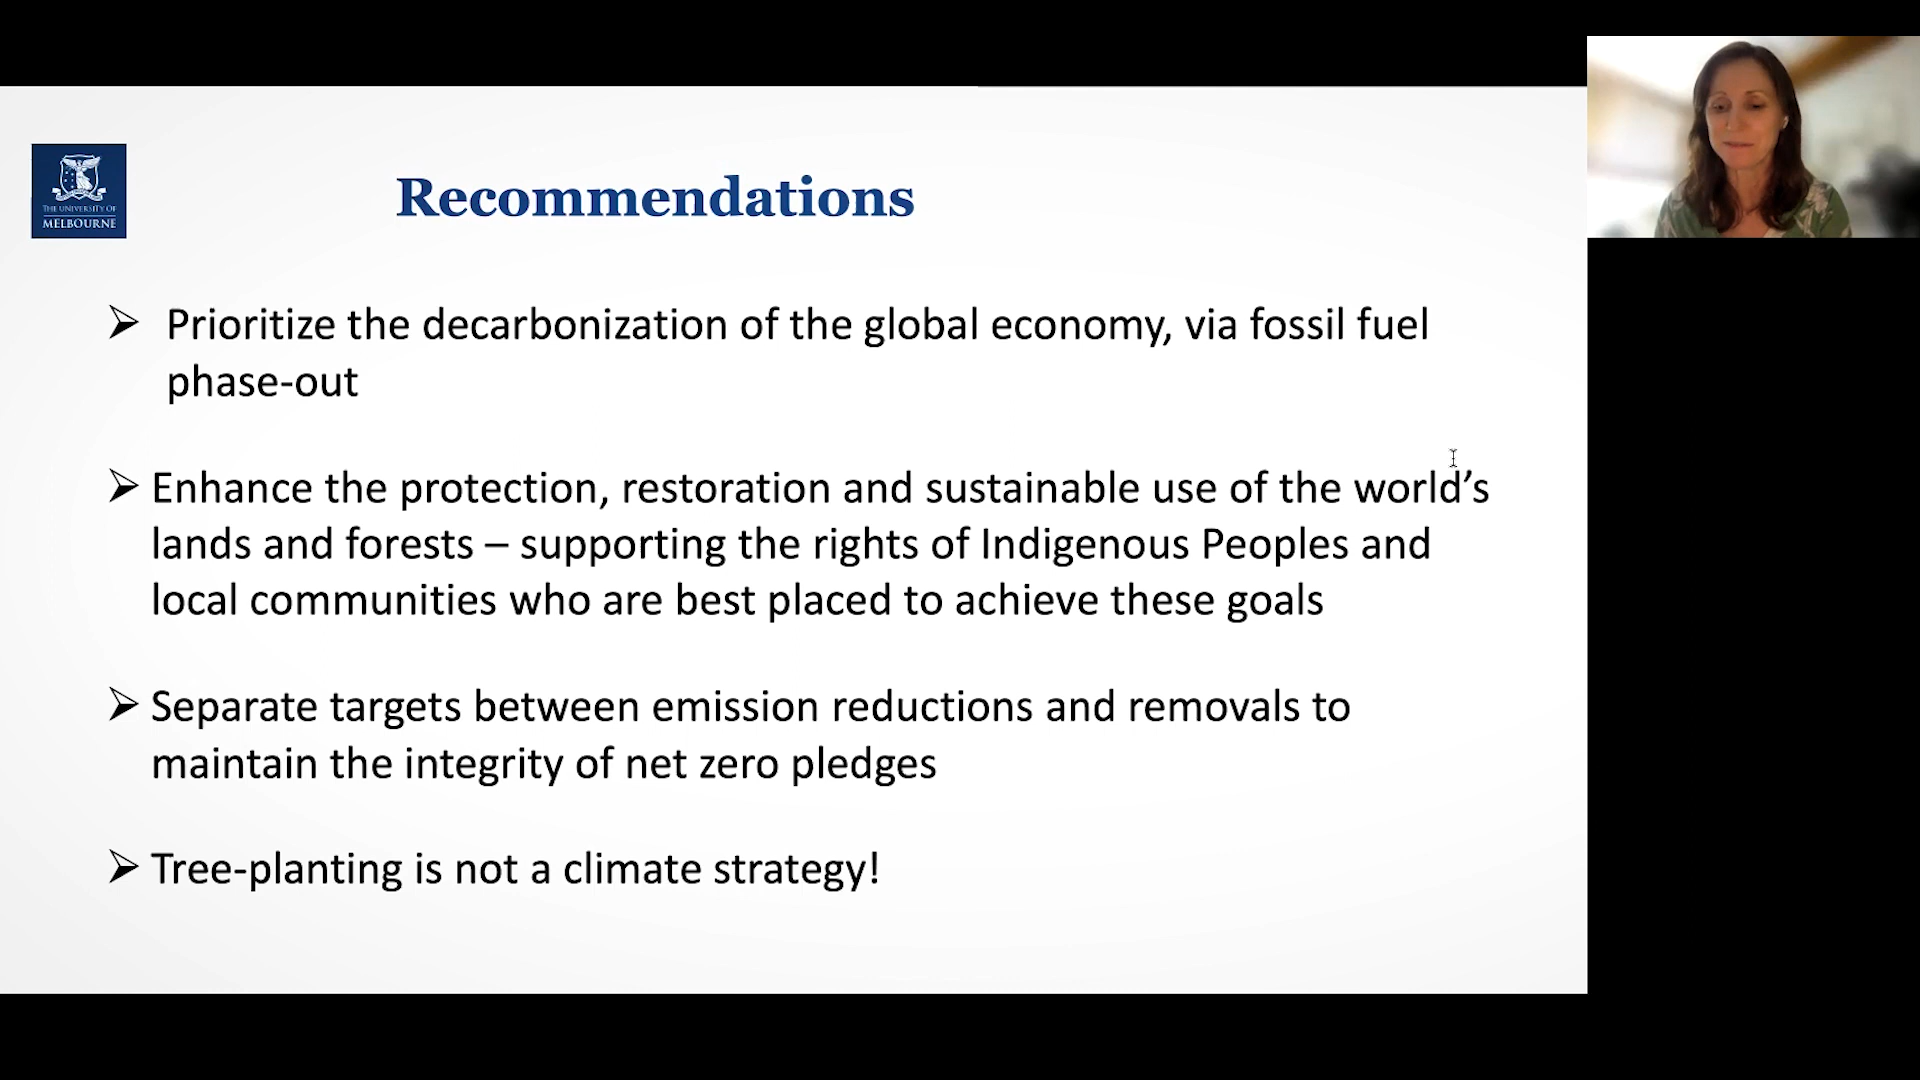 THE UNIVERSITY OF
MELBOURNE
Recommendations
Prioritize the decarbonization of the global economy, via fossil fuel
phase-out
Enhance the protection, restoration and sustainable use of the world’s
lands and forests – supporting the rights of Indigenous Peoples and
local communities who are best placed to achieve these goals
Separate targets between emission reductions and removals to
maintain the integrity of net zero pledges
Tree-planting is not a climate strategy!